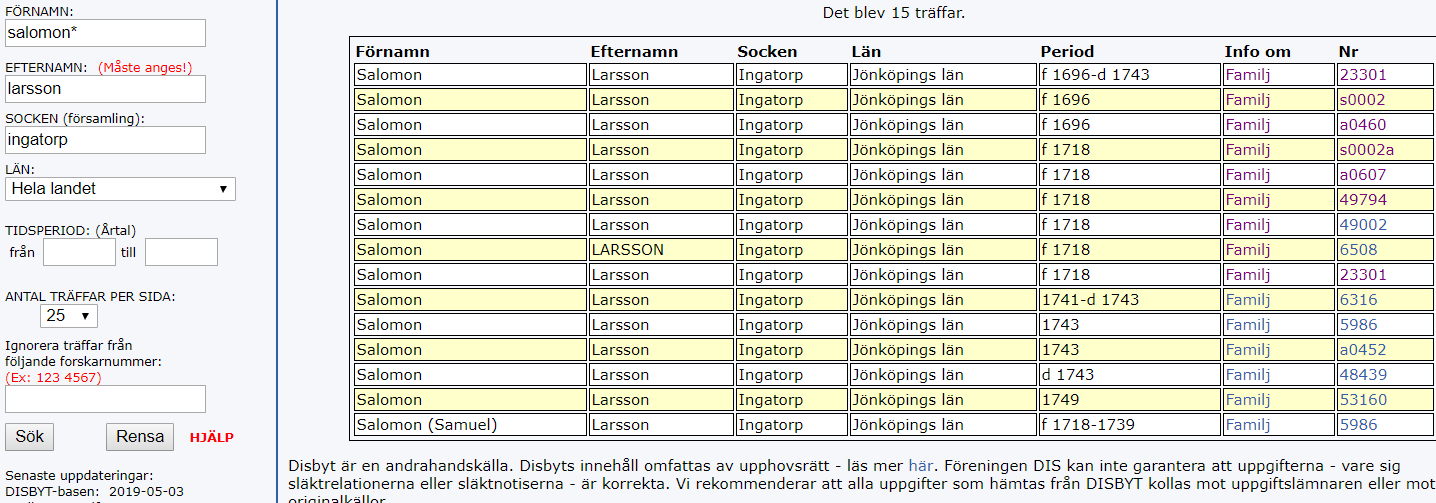 FÖRNAMN:
salomon*
EFTERNAMN: (Måste anges!)
larsson
SOCKEN (församling):
ingatorp
LÄN:
Hela landet
TIDSPERIOD: (Årtal)
från till
ANTAL TRÄFFAR PER SIDA:
25
Ignorera träffar från
följande forskarnummer:
(Ex: 123 4567)
Sök Rensa HJÄLP
Senaste uppdateringar:
DISBYT-basen: 2019-05-03
Det blev 15 träffar.
Förnamn Efternamn Socken Län Period Info om Nr
Salomon Larsson Ingatorp Jönköpings län f 1696-d 1743 Familj 23301
Salomon Larsson Ingatorp Jönköpings län f 1696 Familj s0002
Salomon Larsson Ingatorp Jönköpings län f 1696 Familj a0460
Salomon Larsson Ingatorp Jönköpings län f 1718 Familj s0002a
Salomon Larsson Ingatorp Jönköpings län f 1718 Familj a0607
Salomon Larsson Ingatorp Jönköpings län f 1718 Familj 49794
Salomon Larsson Ingatorp Jönköpings län f 1718 Familj 49002
Salomon LARSSON Ingatorp Jönköpings län f 1718 Familj 6508
Salomon Larsson Ingatorp Jönköpings län f 1718 Familj 23301
Salomon Larsson Ingatorp Jönköpings län 1741-d 1743 Familj 6316
Salomon Larsson Ingatorp Jönköpings län 1743 Familj 5986
Salomon Larsson Ingatorp Jönköpings län 1743 Familj a0452
Salomon Larsson Ingatorp Jönköpings län d 1743 Familj 48439
Salomon Larsson Ingatorp Jönköpings län 1749 Familj 53160
Salomon (Samuel) Larsson Ingatorp Jönköpings län f 1718-1739 Familj 5986
Disbyt är en andrahandskälla. Disbyts innehåll omfattas av upphovsrätt - läs mer här. Föreningen DIS kan inte garantera att uppgifterna - vare sig
släktrelationerna eller släktnotiserna - är korrekta. Vi rekommenderar att alla uppgifter som hämtas från DISBYT kollas mot uppgiftslämnaren eller mot
originalkällor.